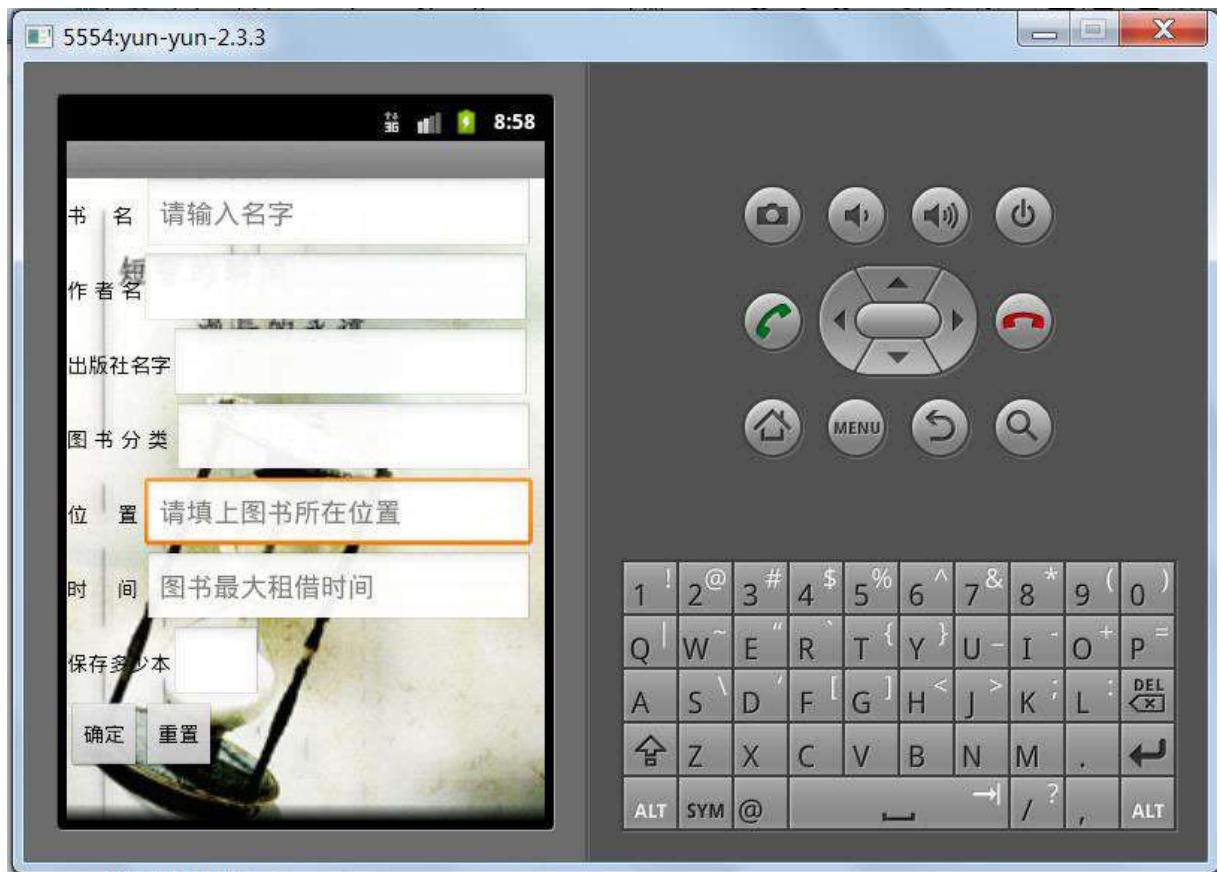 5554:yun-yun-2.3.3
3G 8:58
书 名 请输入名字
短
作者名
出版社名字
图书分类
位 置 请填上图书所在位置
时 间 图书最大租借时间
保存多少本
确定 重置
MENU
1 ! 2 @ 3 # 4 $ 5 % 6 ^ 7 & 8 * 9 ( 0 )
Q | W ~ E " R ` T { Y } U _ I - O + P =
A S \ D ' F [ G ] H < J > K ; L : DEL
Z X C V B N M .
ALT SYM @ / ? , ALT